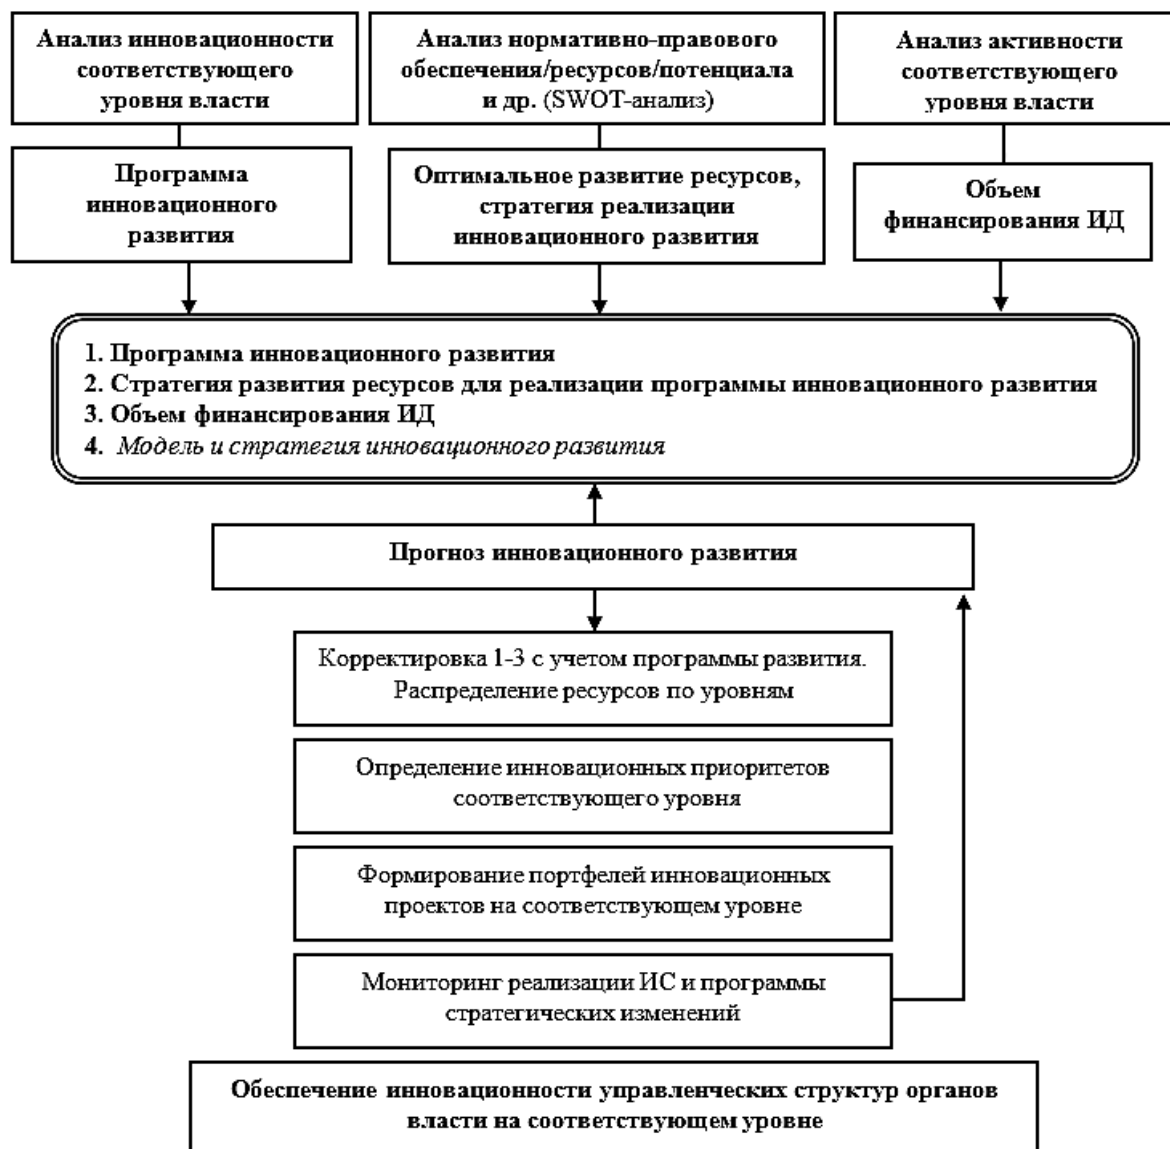 Анализ инновационности
соответствующего
уровня власти
Анализ нормативно-правового
обеспечения/ресурсов/потенциала
и др. (SWOT-анализ)
Анализ активности
соответствующего
уровня власти
Программа
инновационного
развития
Оптимальное развитие ресурсов,
стратегия реализации
инновационного развития
Объем
финансирования ИД
1. Программа инновационного развития
2. Стратегия развития ресурсов для реализации программы инновационного развития
3. Объем финансирования ИД
4. Модель и стратегия инновационного развития
Прогноз инновационного развития
Корректировка 1-3 с учетом программы развития.
Распределение ресурсов по уровням
Определение инновационных приоритетов
соответствующего уровня
Формирование портфелей инновационных
проектов на соответствующем уровне
Мониторинг реализации ИС и программы
стратегических изменений
Обеспечение инновационности управленческих структур органов
власти на соответствующем уровне